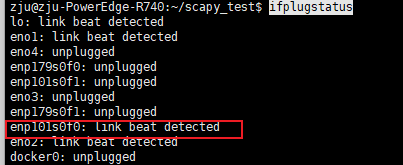 zju@zju-PowerEdge-R740:~/scapy_test$ ifplugstatus
lo: link beat detected
eno1: link beat detected
eno4: unplugged
enp179s0f0: unplugged
enp101s0f1: unplugged
eno3: unplugged
enp179s0f1: unplugged
enp101s0f0: link beat detected
eno2: link beat detected
docker0: unplugged